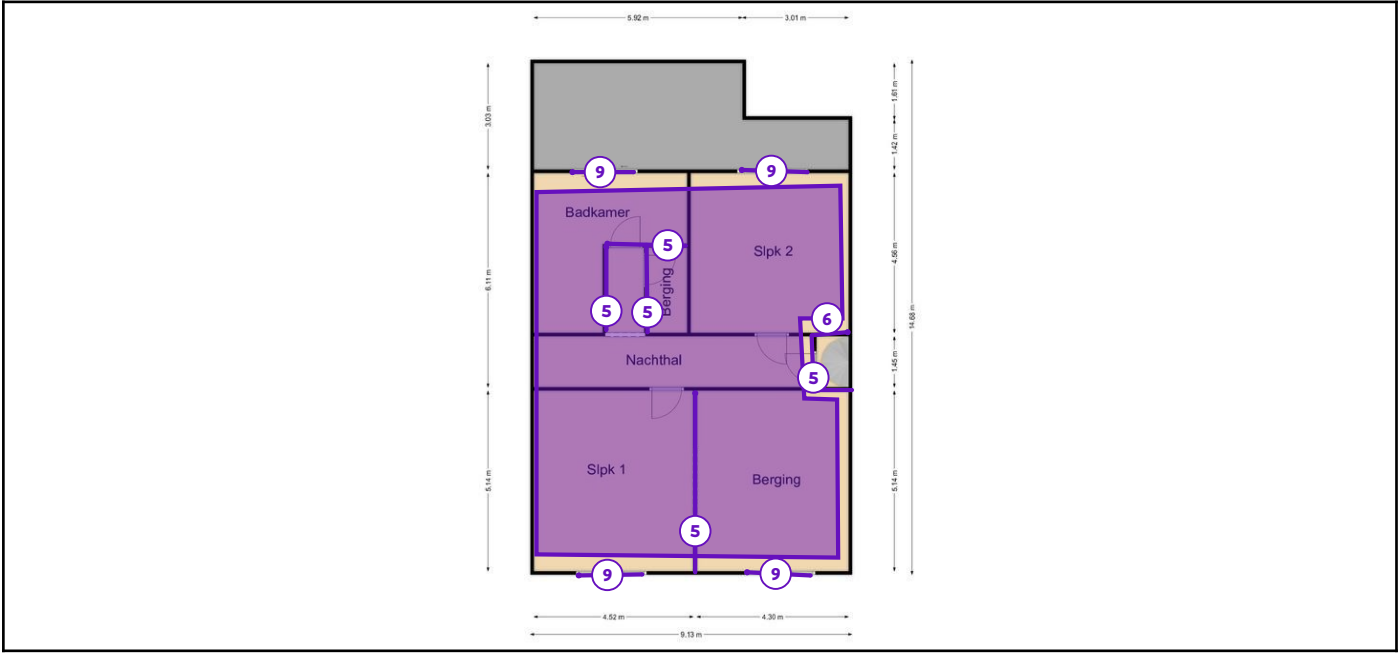 5.92 m
3.01 m
3.03 m
1.61 m
1.42 m
9
9
Badkamer
5
Slpk 2
Berging
4.56 m
6.11 m
14.68 m
5
5
6
Nachthal
1.45 m
5
Slpk 1
Berging
5.14 m
5.14 m
5
9
9
4.52 m
4.30 m
9.13 m